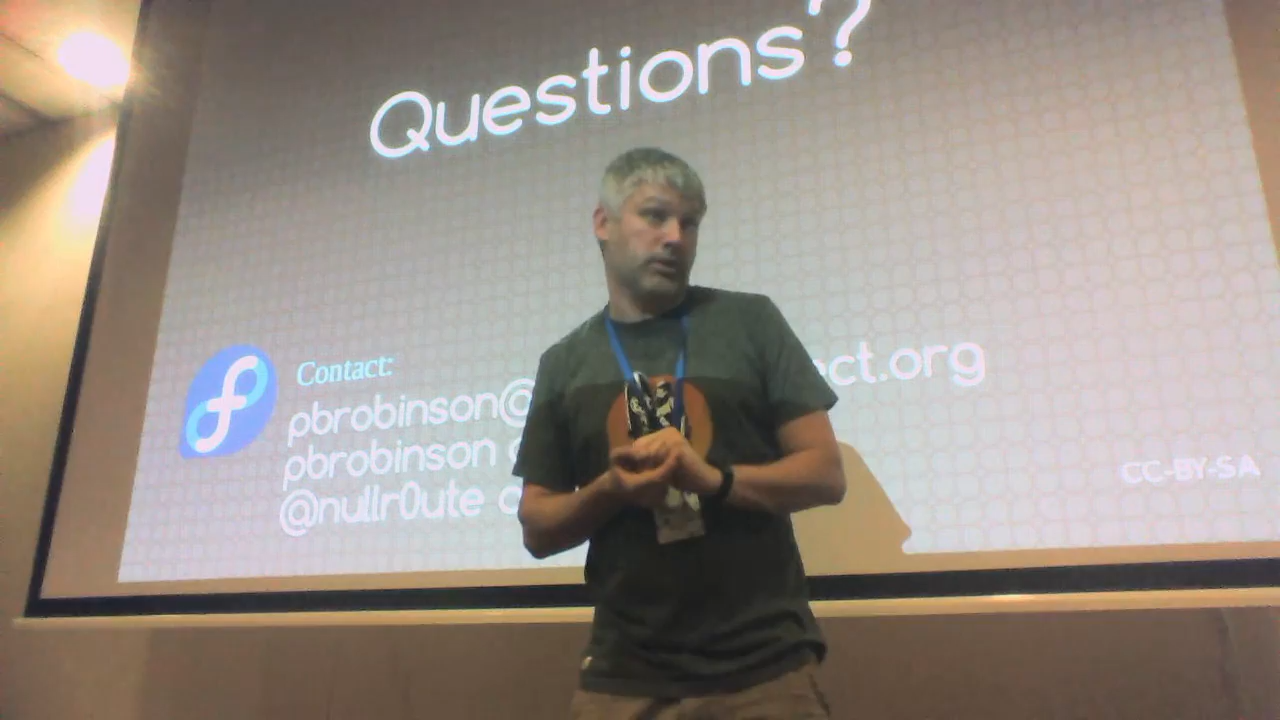 Questions?
Contact:
pbrobinson@ ect.org
pbrobinson
@nullr0ute
CC-BY-SA